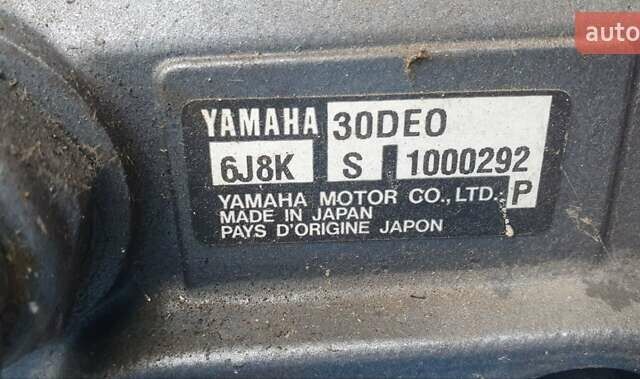 auto
YAMAHA 30DEO
6J8K S 1000292
YAMAHA MOTOR CO., LTD. P
MADE IN JAPAN
PAYS D'ORIGINE JAPON